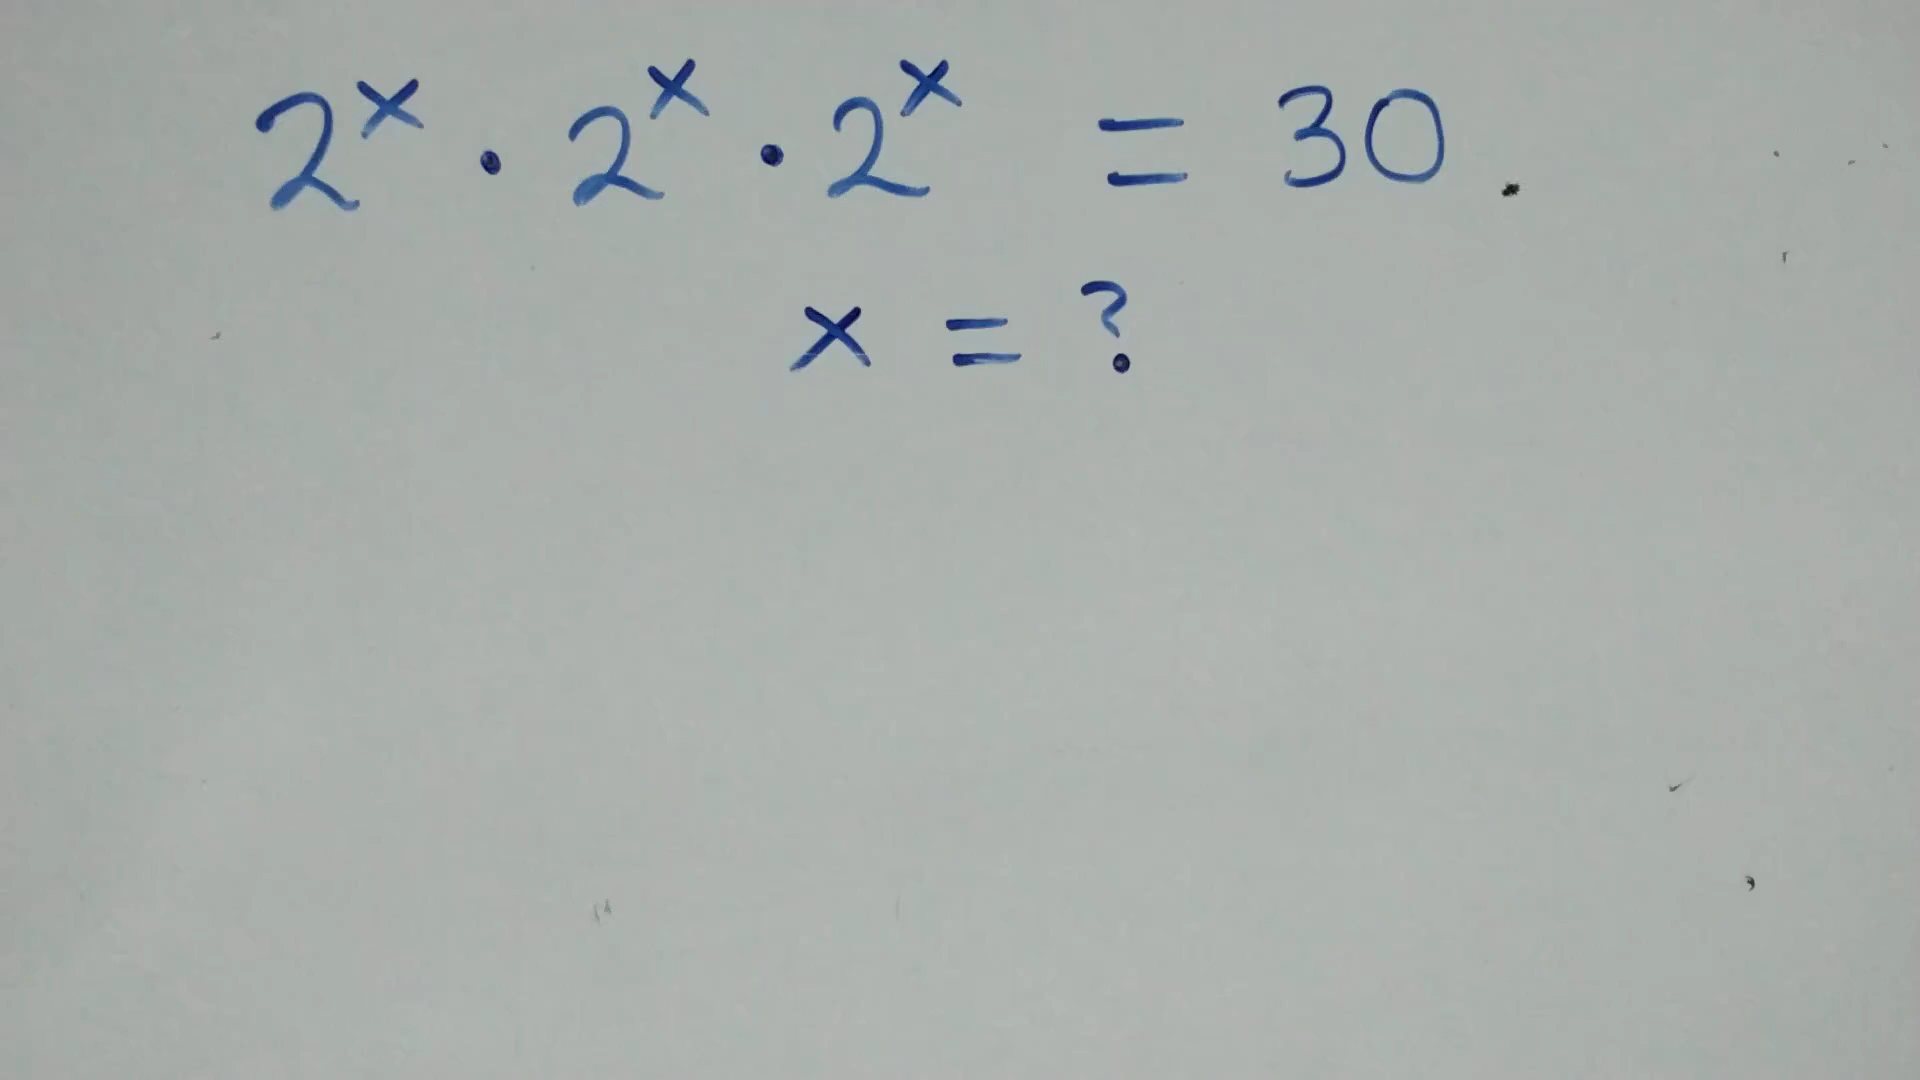 2^x · 2^x · 2^x = 30.
x = ?